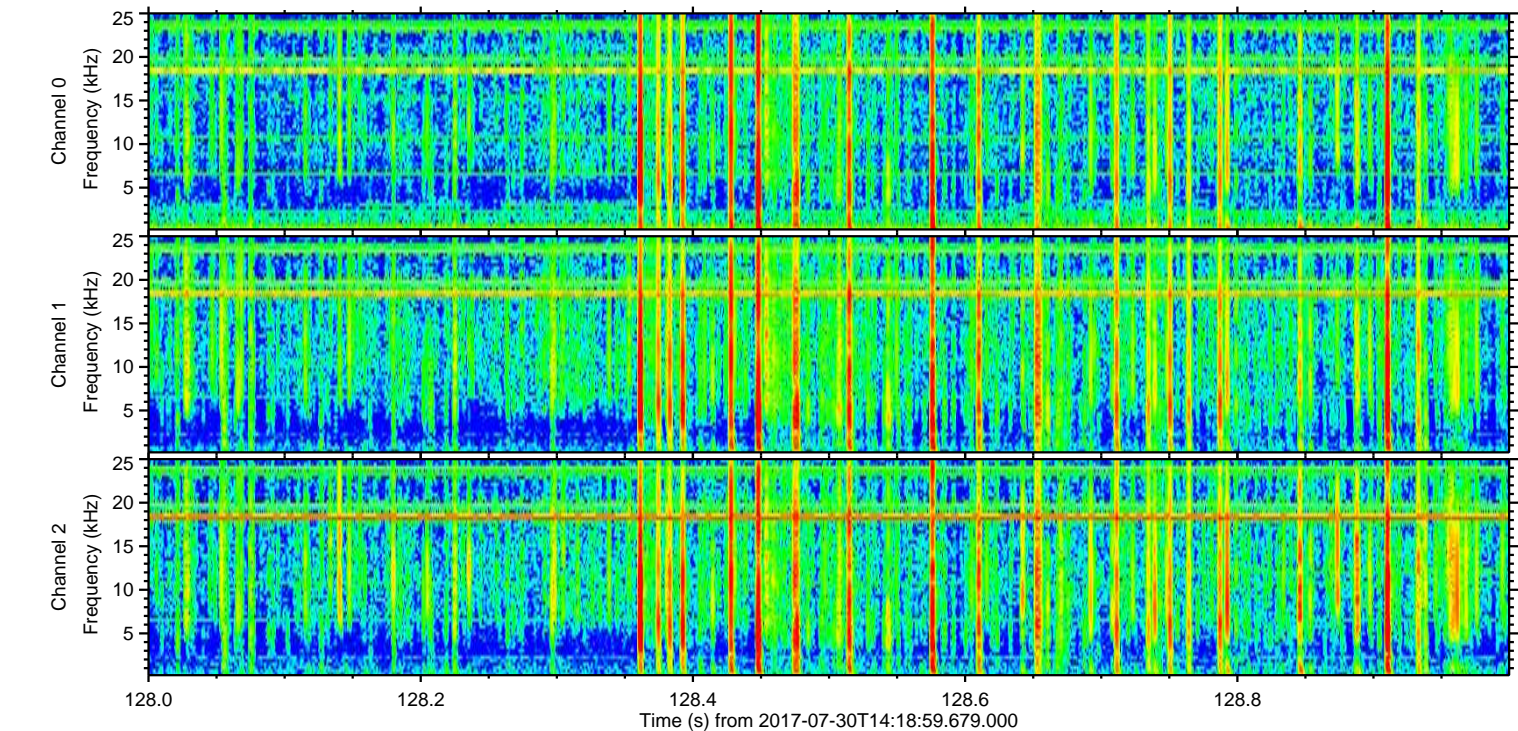 25
20
15
10
5
Channel 0
Frequency (kHz)
25
20
15
10
5
Channel 1
Frequency (kHz)
25
20
15
10
5
Channel 2
Frequency (kHz)
128.0 128.2 128.4 128.6 128.8
Time (s) from 2017-07-30T14:18:59.679.000